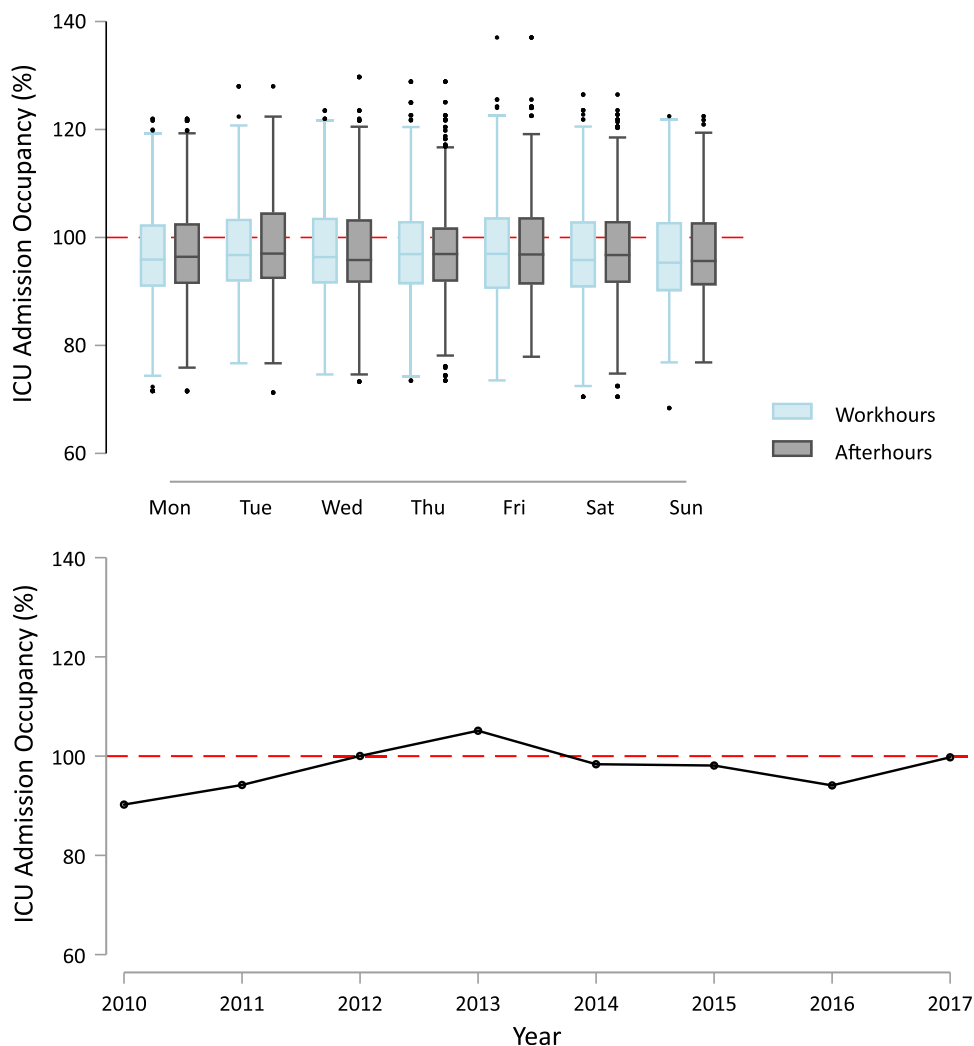 ICU Admission Occupancy (%)
140
120
100
80
60
Workhours
Afterhours
Mon Tue Wed Thu Fri Sat Sun
ICU Admission Occupancy (%)
140
120
100
80
60
2010 2011 2012 2013 2014 2015 2016 2017
Year